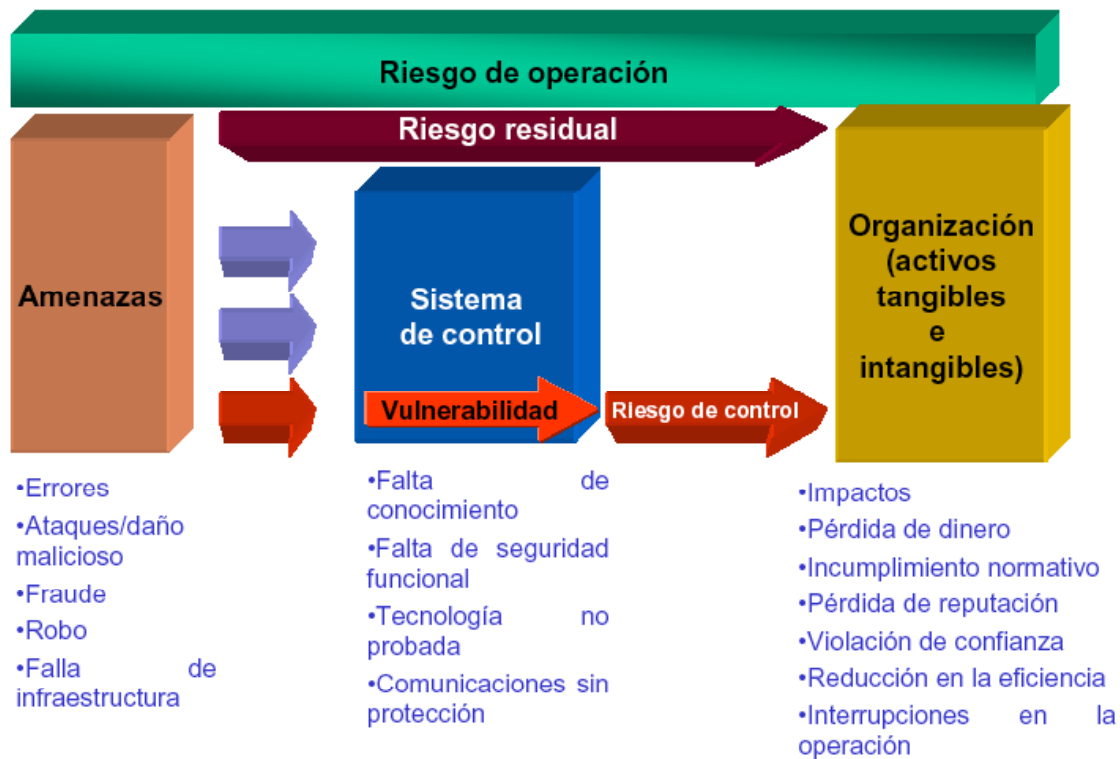 Riesgo de operación
Riesgo residual
Amenazas
Sistema
de control
Vulnerabilidad
RIesgo de control
Organización
(activos
tangibles
e
intangibles)
•Errores
•Ataques/daño
malicioso
•Fraude
•Robo
•Falla de
infraestructura
•Falta de
conocimiento
•Falta de seguridad
funcional
•Tecnología no
probada
•Comunicaciones sin
protección
•Impactos
•Pérdida de dinero
•Incumplimiento normativo
•Pérdida de reputación
•Violación de confianza
•Reducción en la eficiencia
•Interrupciones en la
operación